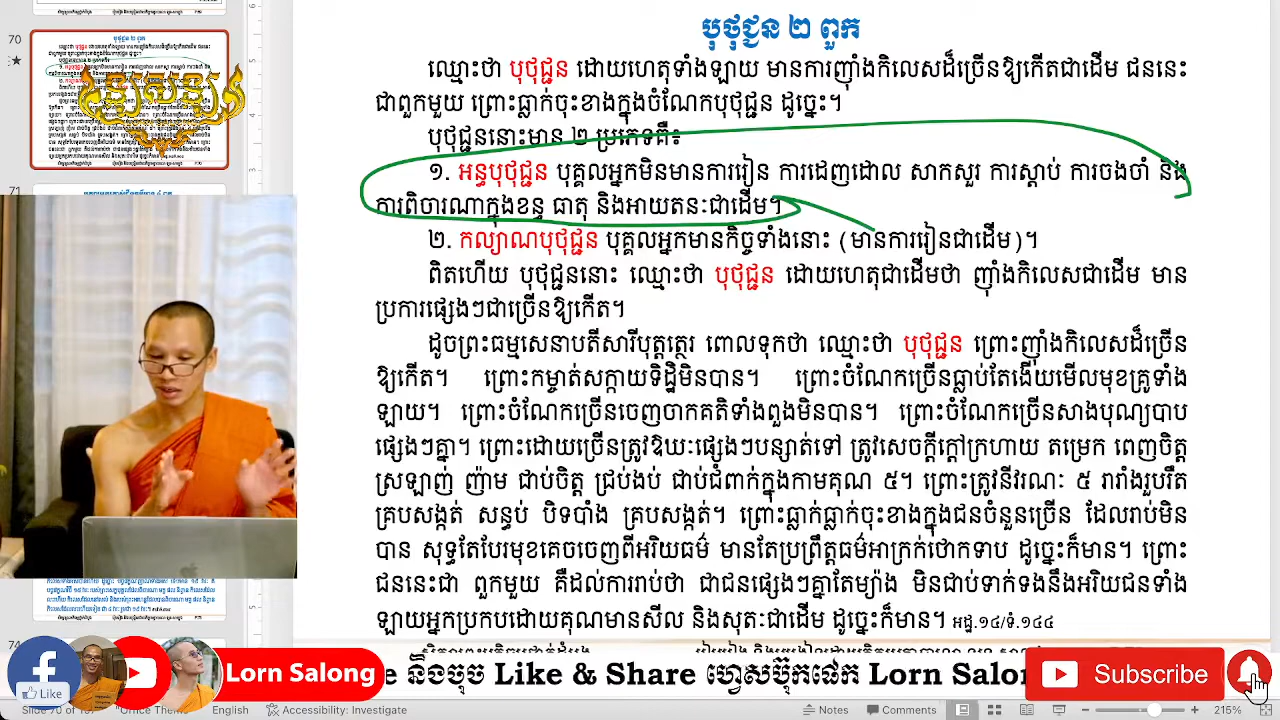 បុថុជ្ជន ២ ពួក
ឈ្មោះថា បុថុជ្ជន ដោយហេតុទាំងឡាយ មានការញ៉ាំងកិលេសដ៏ច្រើនឱ្យកើតជាដើម ជននេះ
ជាពួកមួយ ព្រោះធ្លាក់ចុះខាងក្នុងចំណែកបុថុជ្ជន ដូច្នេះ។
បុថុជ្ជននោះមាន ២ ប្រភេទគឺ៖
១. អន្ធបុថុជ្ជន បុគ្គលអ្នកមិនមានការរៀន ការដេញដោល សាកសួរ ការស្ដាប់ ការចងចាំ និង
ការពិចារណាក្នុងខន្ធ ធាតុ និងអាយតនៈជាដើម។
២. កល្យាណបុថុជ្ជន បុគ្គលអ្នកមានកិច្ចទាំងនោះ (មានការរៀនជាដើម)។
ពិតហើយ បុថុជ្ជននោះ ឈ្មោះថា បុថុជ្ជន ដោយហេតុជាដើមថា ញ៉ាំងកិលេសជាដើម មាន
ប្រការផ្សេងៗជាច្រើនឱ្យកើត។
ដូចព្រះធម្មសេនាបតីសារីបុត្តត្ថេរ ពោលទុកថា ឈ្មោះថា បុថុជ្ជន ព្រោះញ៉ាំងកិលេសដ៏ច្រើន
ឱ្យកើត។ ព្រោះកម្ចាត់សក្កាយទិដ្ឋិមិនបាន។ ព្រោះចំណែកច្រើនធ្លាប់តែងើយមើលមុខគ្រូទាំង
ឡាយ។ ព្រោះចំណែកច្រើនចេញចាកគតិទាំងពួងមិនបាន។ ព្រោះចំណែកច្រើនសាងបុណ្យបាប
ផ្សេងៗគ្នា។ ព្រោះដោយច្រើនត្រូវឱឃៈផ្សេងៗបន្សាត់ទៅ ត្រូវសេចក្ដីក្ដៅក្រហាយ តម្រេក ពេញចិត្ត
ស្រឡាញ់ ញ៉ាម ជាប់ចិត្ត ជ្រប់ងប់ ជាប់ជំពាក់ក្នុងកាមគុណ ៥។ ព្រោះត្រូវនីវរណៈ ៥ រារាំងរួបរឹត
គ្របសង្កត់ សន្ធប់ បិទបាំង គ្របសង្កត់។ ព្រោះធ្លាក់ធ្លាក់ចុះខាងក្នុងជនចំនួនច្រើន ដែលរាប់មិន
បាន សុទ្ធតែបែរមុខគេចចេញពីអរិយធម៌ មានតែប្រព្រឹត្តធម៌អាក្រក់ថោកទាប ដូច្នេះក៏មាន។ ព្រោះ
ជននេះជា ពួកមួយ គឺដល់ការរាប់ថា ជាជនផ្សេងៗគ្នាតែម្យ៉ាង មិនជាប់ទាក់ទងនឹងអរិយជនទាំង
ឡាយអ្នកប្រកបដោយគុណមានសីល និងសុតៈជាដើម ដូច្នេះក៏មាន។ អដ្ឋ.១៤/ទំ.១៤៤
70
Like
Lorn Salong
Like & Share
Lorn Salo
Subscribe
English (United States)
Office Theme
Accessibility: Investigate
Notes
Comments
215%